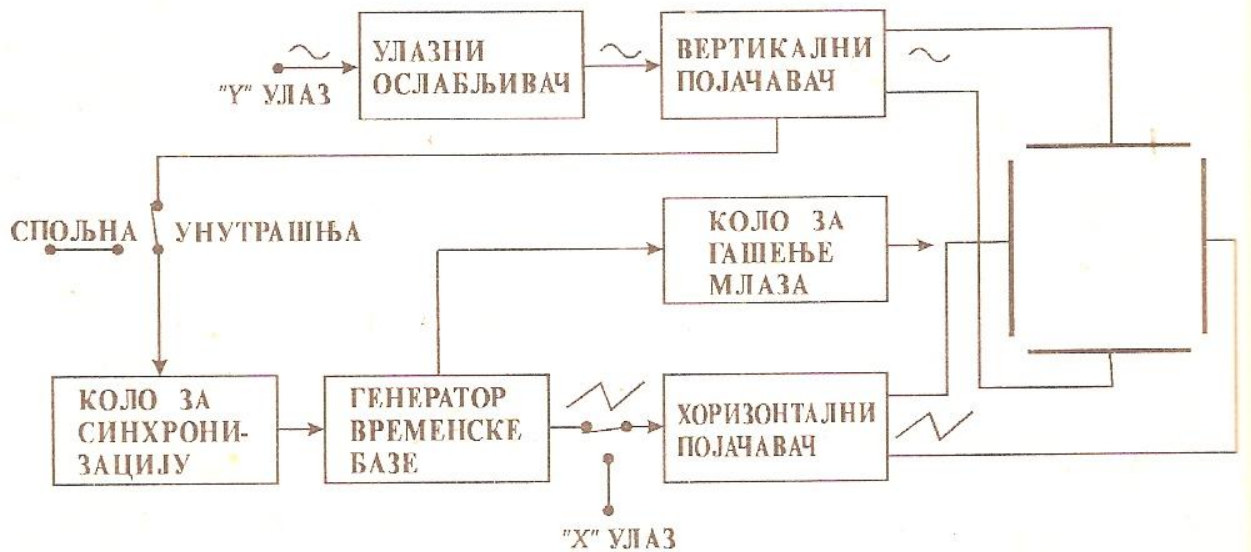 УЛАЗНИ
ОСЛАБЉИВАЧ
ВЕРТИКАЛНИ
ПОЈАЧАВАЧ
"Y" УЛАЗ
СПОЉНА
УНУТРАШЊА
КОЛО ЗА
ГАШЕЊЕ
МЛАЗА
КОЛО ЗА
СИНХРОНИ-
ЗАЦИЈУ
ГЕНЕРАТОР
ВРЕМЕНСКЕ
БАЗЕ
ХОРИЗОНТАЛНИ
ПОЈАЧАВАЧ
"X" УЛАЗ